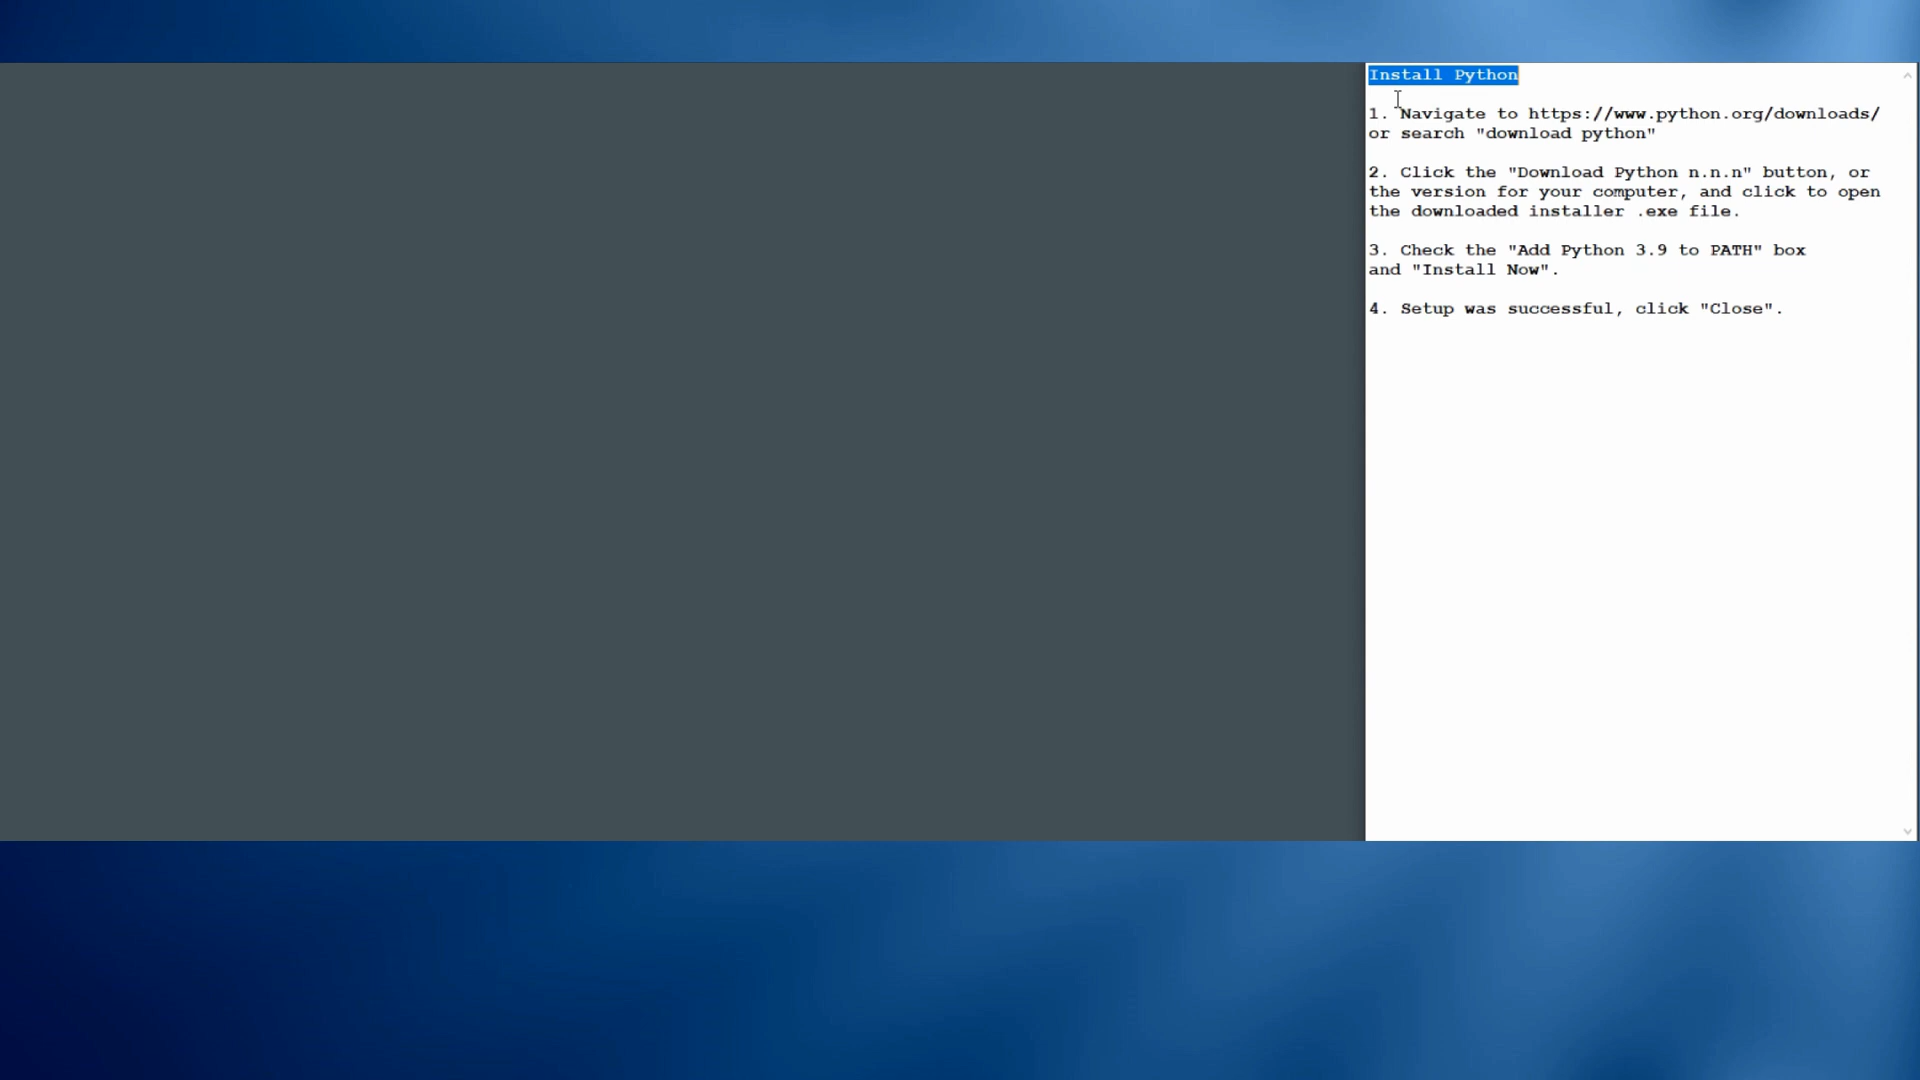 Install Python
1. Navigate to https://www.python.org/downloads/
or search "download python"
2. Click the "Download Python n.n.n" button, or
the version for your computer, and click to open
the downloaded installer .exe file.
3. Check the "Add Python 3.9 to PATH" box
and "Install Now".
4. Setup was successful, click "Close".